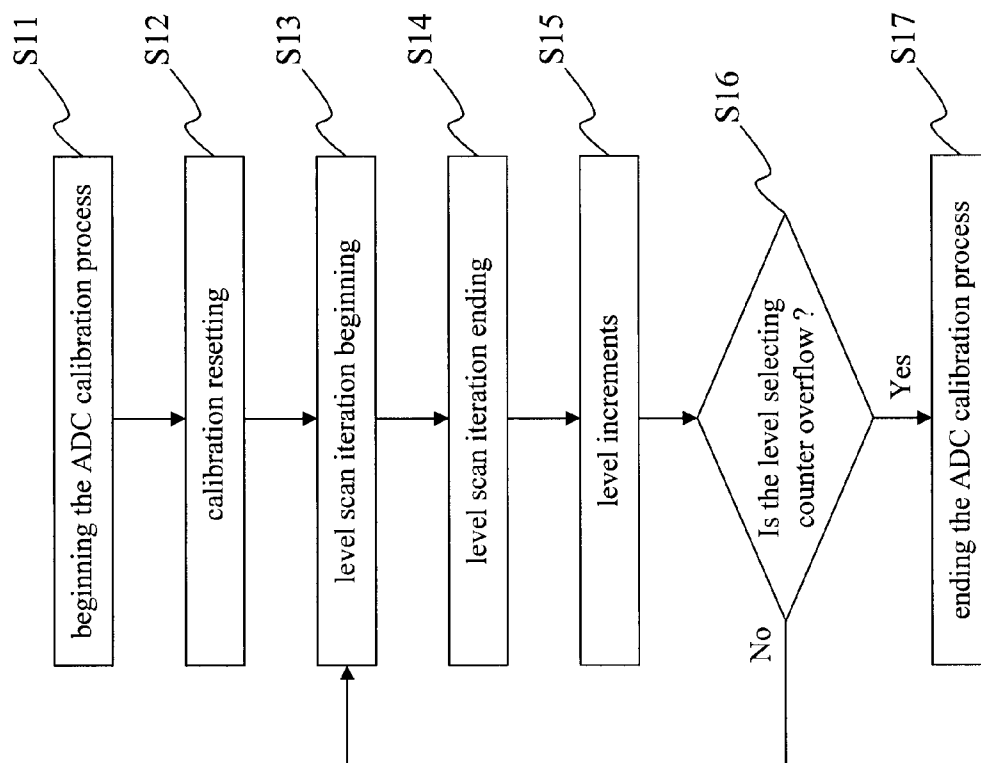 S11
beginning the ADC calibration process
S12
calibration resetting
S13
level scan iteration beginning
S14
level scan iteration ending
S15
level increments
S16
Is the level selecting
counter overflow ?
No
Yes
S17
ending the ADC calibration process